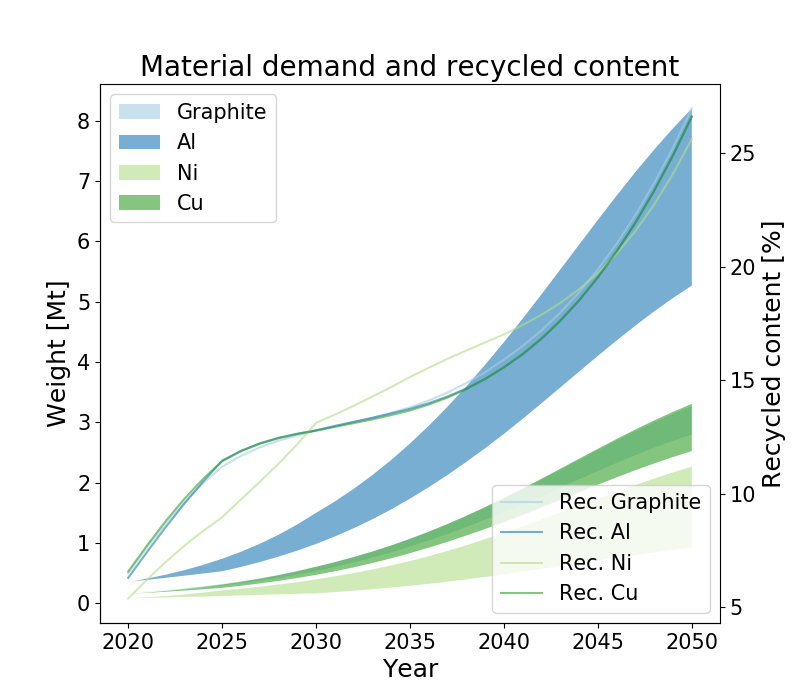 Material demand and recycled content
Graphite
Al
Ni
Cu
8
7
6
5
4
3
2
1
0
Weight [Mt]
25
20
15
10
5
Recycled content [%]
Rec. Graphite
Rec. Al
Rec. Ni
Rec. Cu
2020 2025 2030 2035 2040 2045 2050
Year